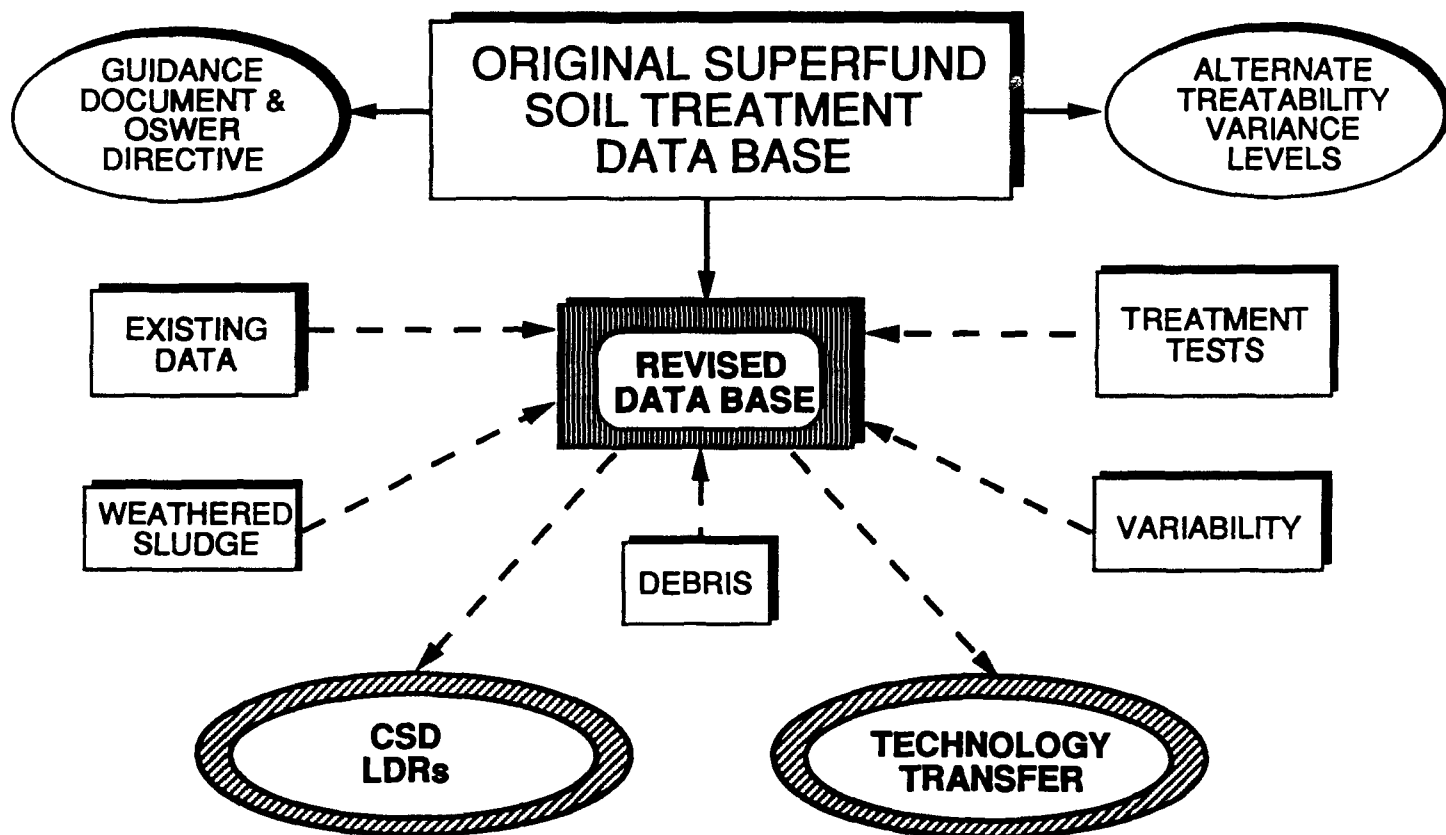 GUIDANCE
DOCUMENT &
OSWER
DIRECTIVE
ORIGINAL SUPERFUND
SOIL TREATMENT
DATA BASE
ALTERNATE
TREATABILITY
VARIANCE
LEVELS
EXISTING
DATA
REVISED
DATA BASE
TREATMENT
TESTS
WEATHERED
SLUDGE
DEBRIS
VARIABILITY
CSD
LDRs
TECHNOLOGY
TRANSFER